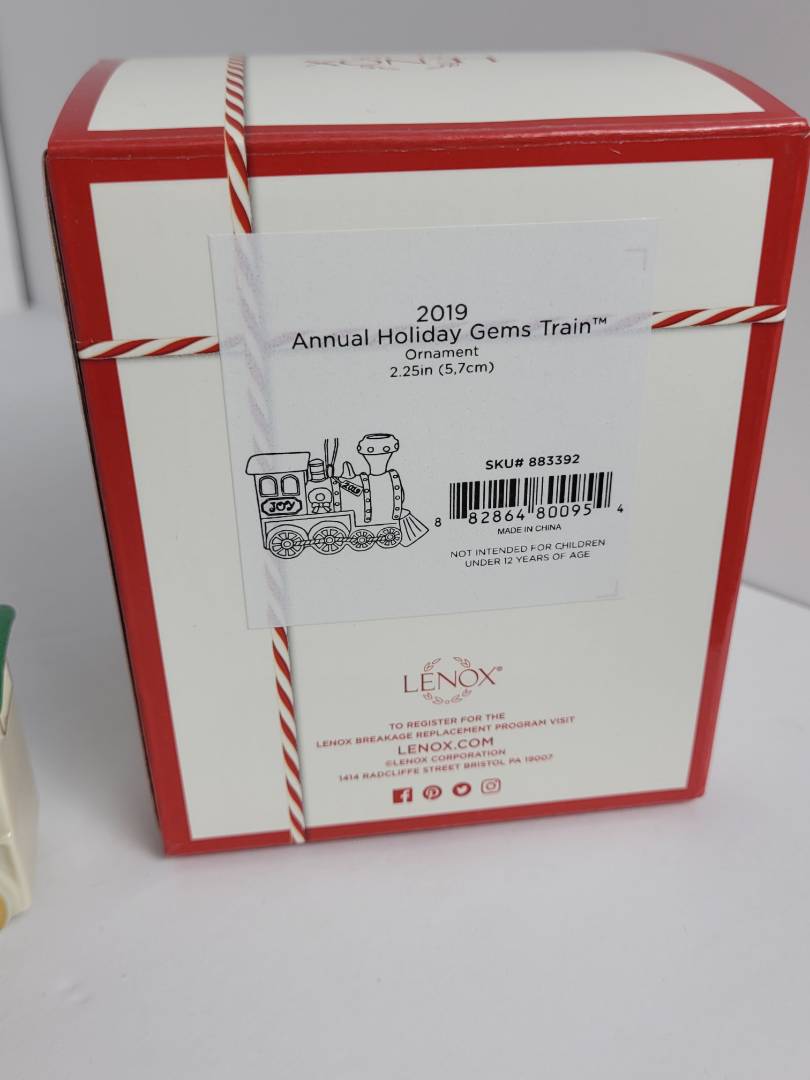 LENOX
2019
Annual Holiday Gems Train™
Ornament
2.25in (5,7cm)
JOY
2019
SKU# 883392
8 82864 80095 4
MADE IN CHINA
NOT INTENDED FOR CHILDREN
UNDER 12 YEARS OF AGE
LENOX®
TO REGISTER FOR THE
LENOX BREAKAGE REPLACEMENT PROGRAM VISIT
LENOX.COM
©LENOX CORPORATION
1414 RADCLIFFE STREET BRISTOL PA 19007